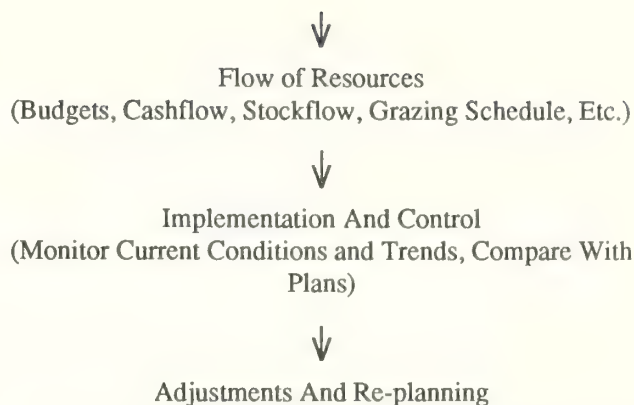 Flow of Resources
(Budgets, Cashflow, Stockflow, Grazing Schedule, Etc.)
Implementation And Control
(Monitor Current Conditions and Trends, Compare With
Plans)
Adjustments And Re-planning